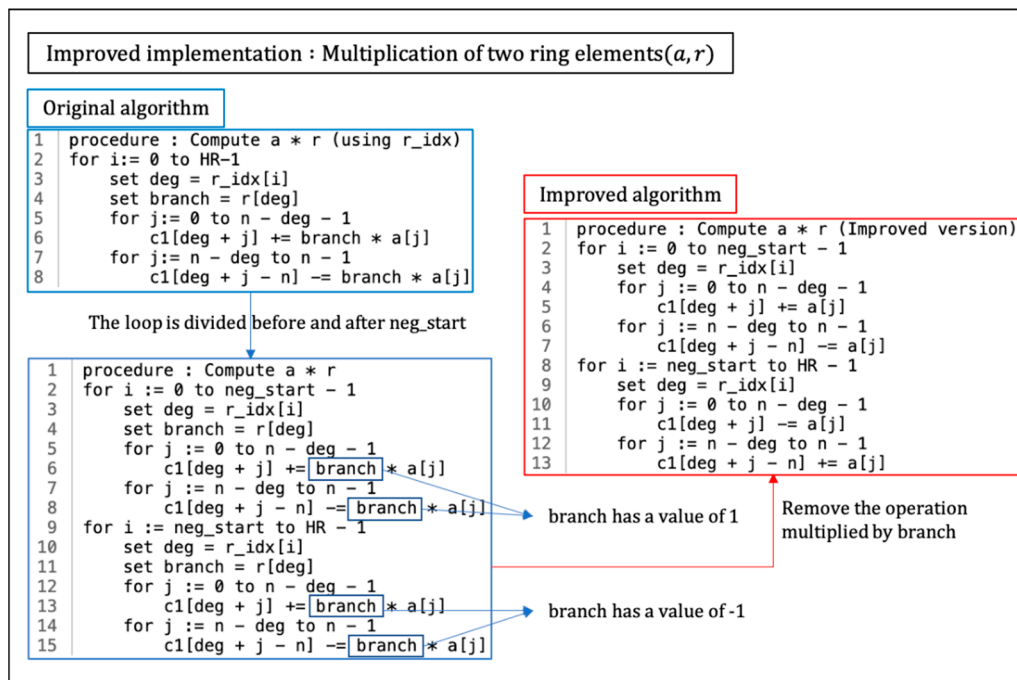 Improved implementation : Multiplication of two ring elements(a, r)
Original algorithm
1 procedure : Compute a * r (using r_idx)
2 for i:= 0 to HR-1
3 set deg = r_idx[i]
4 set branch = r[deg]
5 for j:= 0 to n - deg - 1
6 c1[deg + j] += branch * a[j]
7 for j:= n - deg to n - 1
8 c1[deg + j - n] -= branch * a[j]
The loop is divided before and after neg_start
1 procedure : Compute a * r
2 for i := 0 to neg_start - 1
3 set deg = r_idx[i]
4 set branch = r[deg]
5 for j := 0 to n - deg - 1
6 c1[deg + j] += branch * a[j]
7 for j := n - deg to n - 1
8 c1[deg + j - n] -= branch * a[j]
9 for i := neg_start to HR - 1
10 set deg = r_idx[i]
11 set branch = r[deg]
12 for j := 0 to n - deg - 1
13 c1[deg + j] += branch * a[j]
14 for j := n - deg to n - 1
15 c1[deg + j - n] -= branch * a[j]
branch has a value of 1
branch has a value of -1
Improved algorithm
1 procedure : Compute a * r (Improved version)
2 for i := 0 to neg_start - 1
3 set deg = r_idx[i]
4 for j := 0 to n - deg - 1
5 c1[deg + j] += a[j]
6 for j := n - deg to n - 1
7 c1[deg + j - n] -= a[j]
8 for i := neg_start to HR - 1
9 set deg = r_idx[i]
10 for j := 0 to n - deg - 1
11 c1[deg + j] -= a[j]
12 for j := n - deg to n - 1
13 c1[deg + j - n] += a[j]
Remove the operation
multiplied by branch